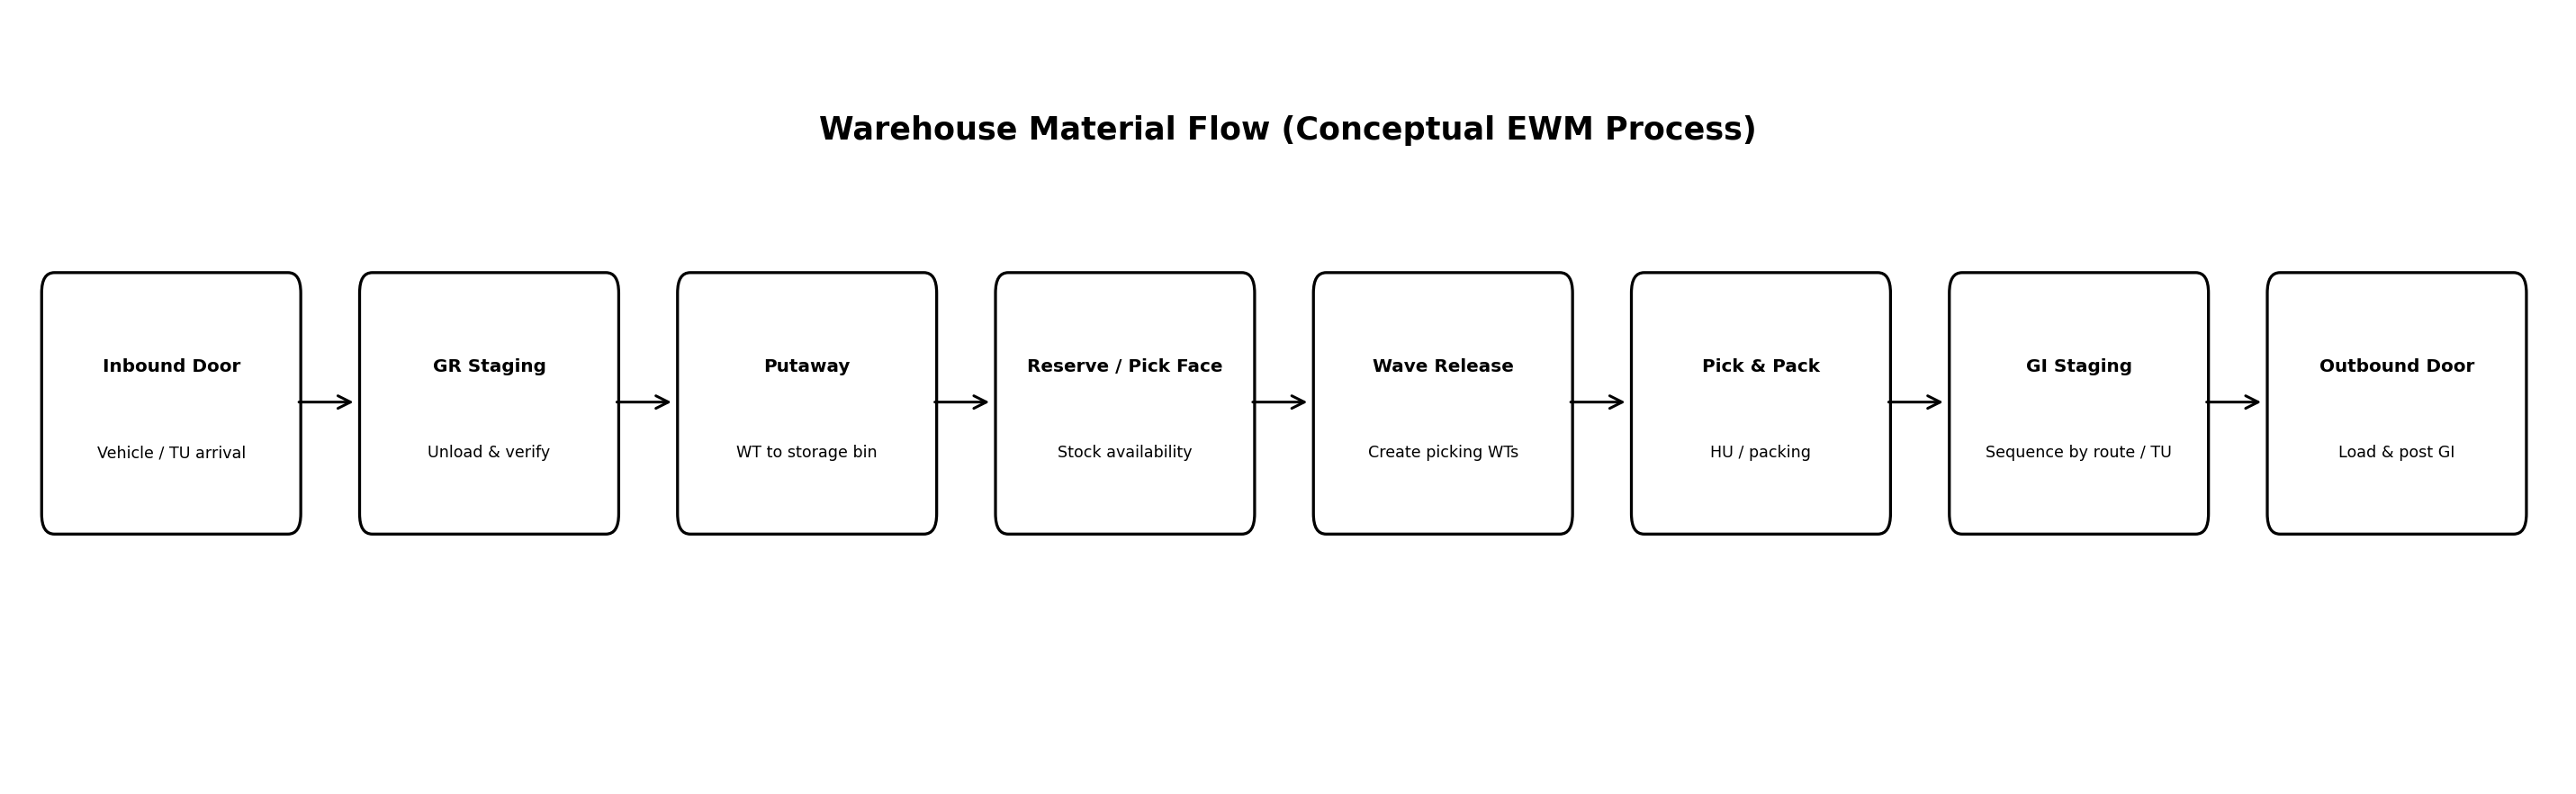 Warehouse Material Flow (Conceptual EWM Process)
Inbound Door
Vehicle / TU arrival
GR Staging
Unload & verify
Putaway
WT to storage bin
Reserve / Pick Face
Stock availability
Wave Release
Create picking WTs
Pick & Pack
HU / packing
GI Staging
Sequence by route / TU
Outbound Door
Load & post GI